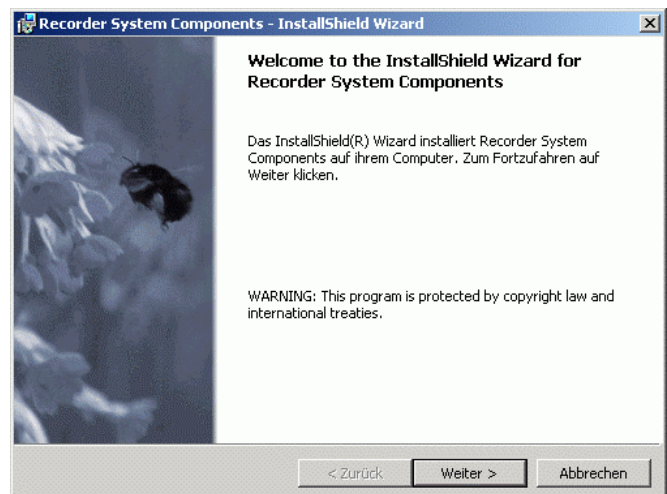 Recorder System Components - InstallShield Wizard
Welcome to the InstallShield Wizard for
Recorder System Components
Das InstallShield(R) Wizard installiert Recorder System
Components auf ihrem Computer. Zum Fortzufahren auf
Weiter klicken.
WARNING: This program is protected by copyright law and
international treaties.
< Zurück
Weiter >
Abbrechen